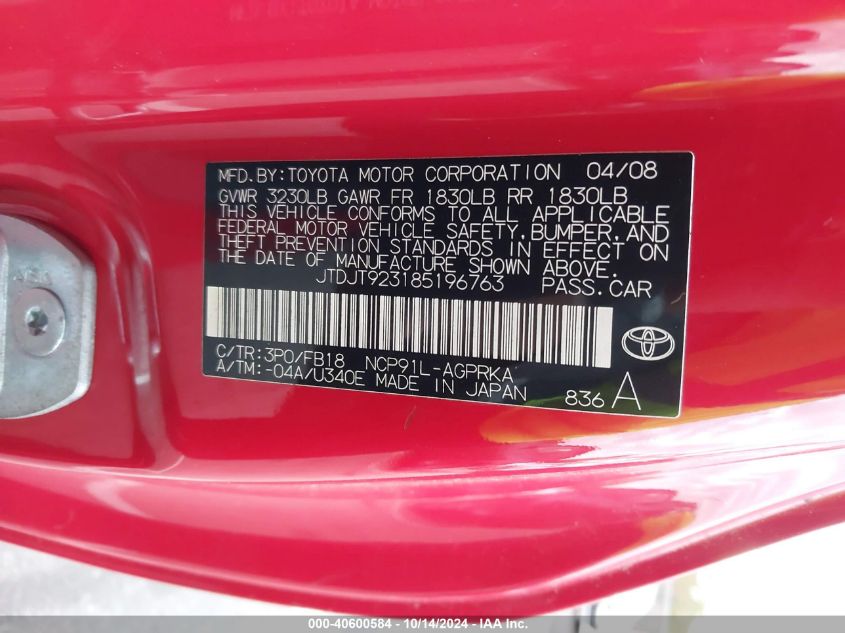 MFD.BY:TOYOTA MOTOR CORPORATION 04/08
GVWR 3230LB GAWR FR 1830LB RR 1830LB
THIS VEHICLE CONFORMS TO ALL APPLICABLE
FEDERAL MOTOR VEHICLE SAFETY,BUMPER,AND
THEFT PREVENTION STANDARDS IN EFFECT ON
THE DATE OF MANUFACTURE SHOWN ABOVE.
JTDJT923185196763 PASS.CAR
C/TR:3P0/FB18 NCP91L-AGPRKA
A/TM:-04A/U340E MADE IN JAPAN 836 A
000-40600584 - 10/14/2024 - IAA Inc.